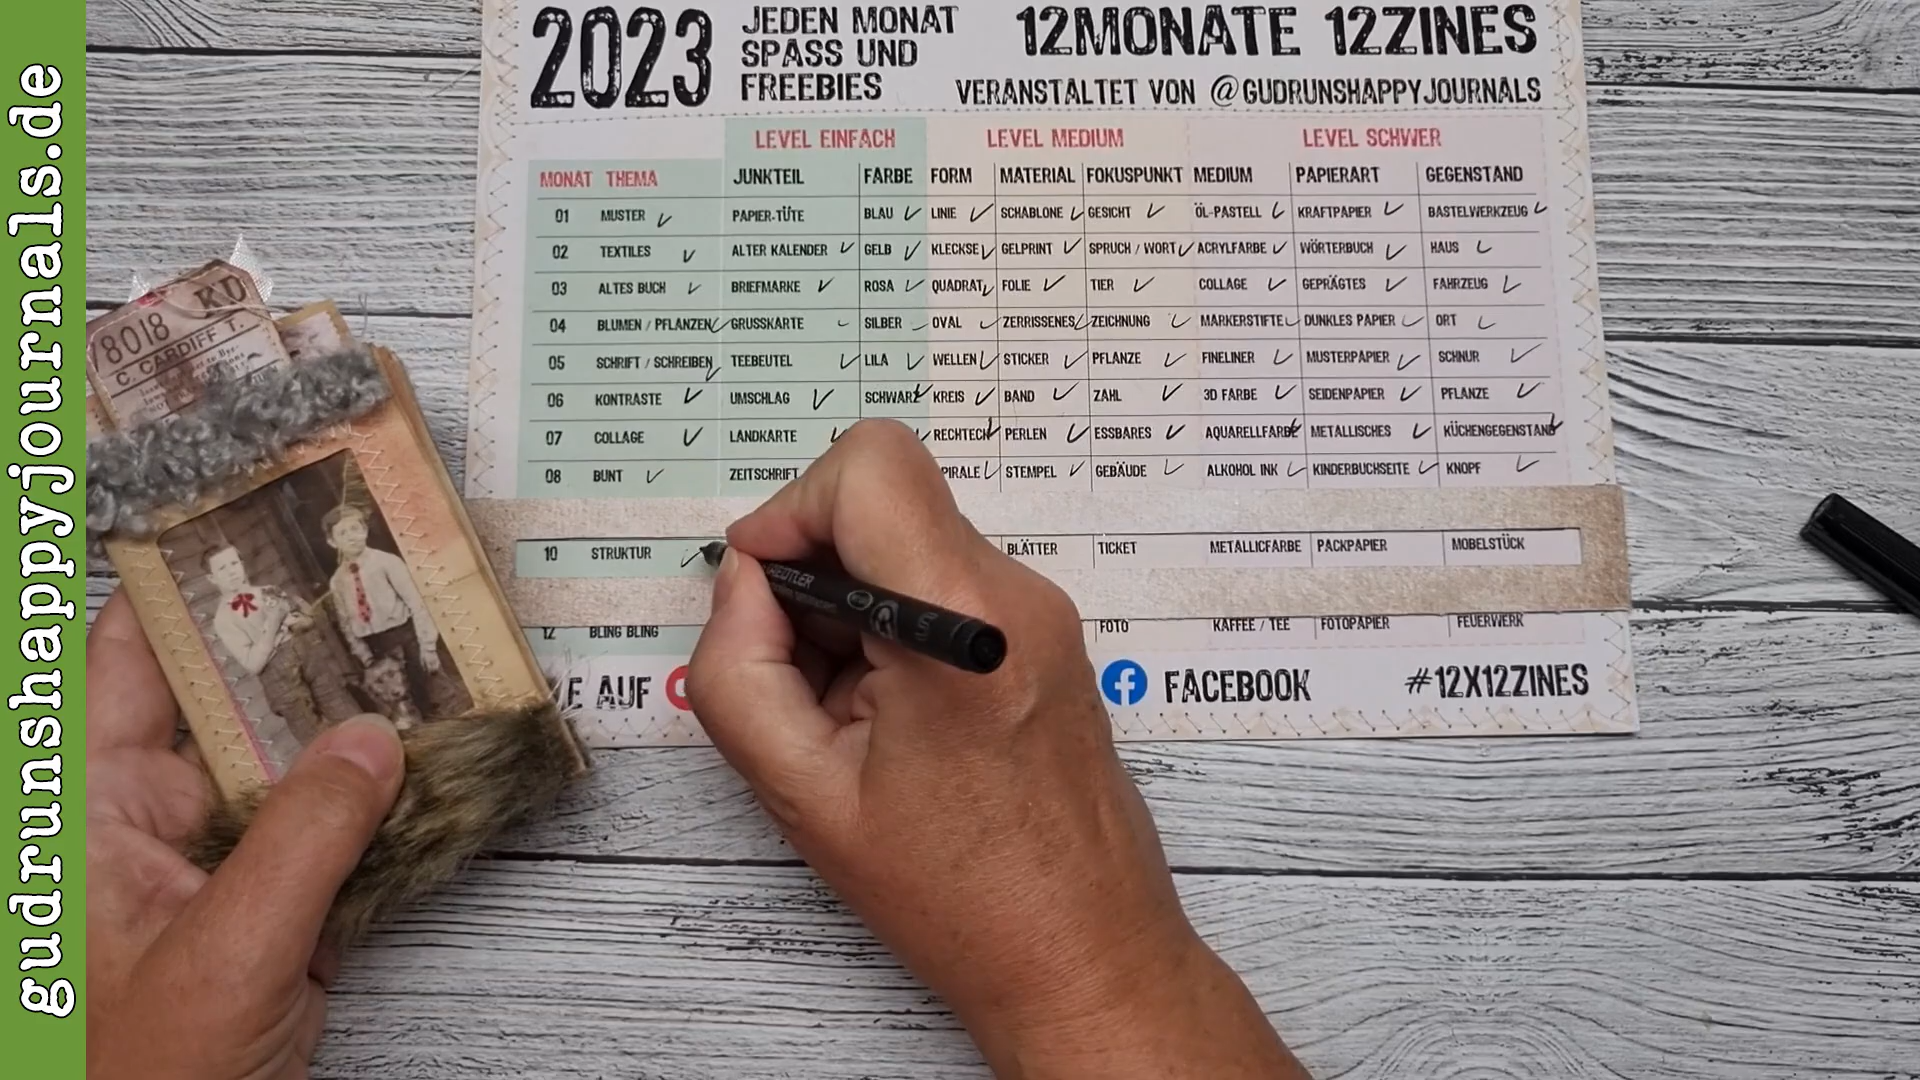 gudrunshappyjournals.de
2023
JEDEN MONAT
SPASS UND
FREEBIES
12MONATE 12ZINES
VERANSTALTET VON @GUDRUNSHAPPYJOURNALS
LEVEL EINFACH LEVEL MEDIUM LEVEL SCHWER
MONAT THEMA JUNKTEIL FARBE FORM MATERIAL FOKUSPUNKT MEDIUM PAPIERART GEGENSTAND
01 MUSTER PAPIER-TÜTE BLAU LINIE SCHABLONE GESICHT ÖL-PASTELL KRAFTPAPIER BASTELWERKZEUG
02 TEXTILES ALTER KALENDER GELB KLECKSE GELPRINT SPRUCH / WORT ACRYLFARBE WÖRTERBUCH HAUS
03 ALTES BUCH BRIEFMARKE ROSA QUADRAT FOLIE TIER COLLAGE GEPRÄGTES FAHRZEUG
04 BLUMEN / PFLANZEN GRUSSKARTE SILBER OVAL ZERRISSENES ZEICHNUNG MARKERSTIFTE DUNKLES PAPIER ORT
05 SCHRIFT / SCHREIBEN TEEBEUTEL LILA WELLEN STICKER PFLANZE FINELINER MUSTERPAPIER SCHNUR
06 KONTRASTE UMSCHLAG SCHWARZ KREIS BAND ZAHL 3D FARBE SEIDENPAPIER PFLANZE
07 COLLAGE LANDKARTE RECHTECK PERLEN ESSBARES AQUARELLFARBE METALLISCHES KÜCHENGEGENSTAND
08 BUNT ZEITSCHRIFT PIRALE STEMPEL GEBÄUDE ALKOHOL INK KINDERBUCHSEITE KNOPF
10 STRUKTUR BLÄTTER TICKET METALLICFARBE PACKPAPIER MÖBELSTÜCK
12 BLING BLING FOTO KAFFEE / TEE FOTOPAPIER FEUERWERK
E AUF FACEBOOK #12X12ZINES
78018 RD
C. CARDIFF T.
STAEDTLER